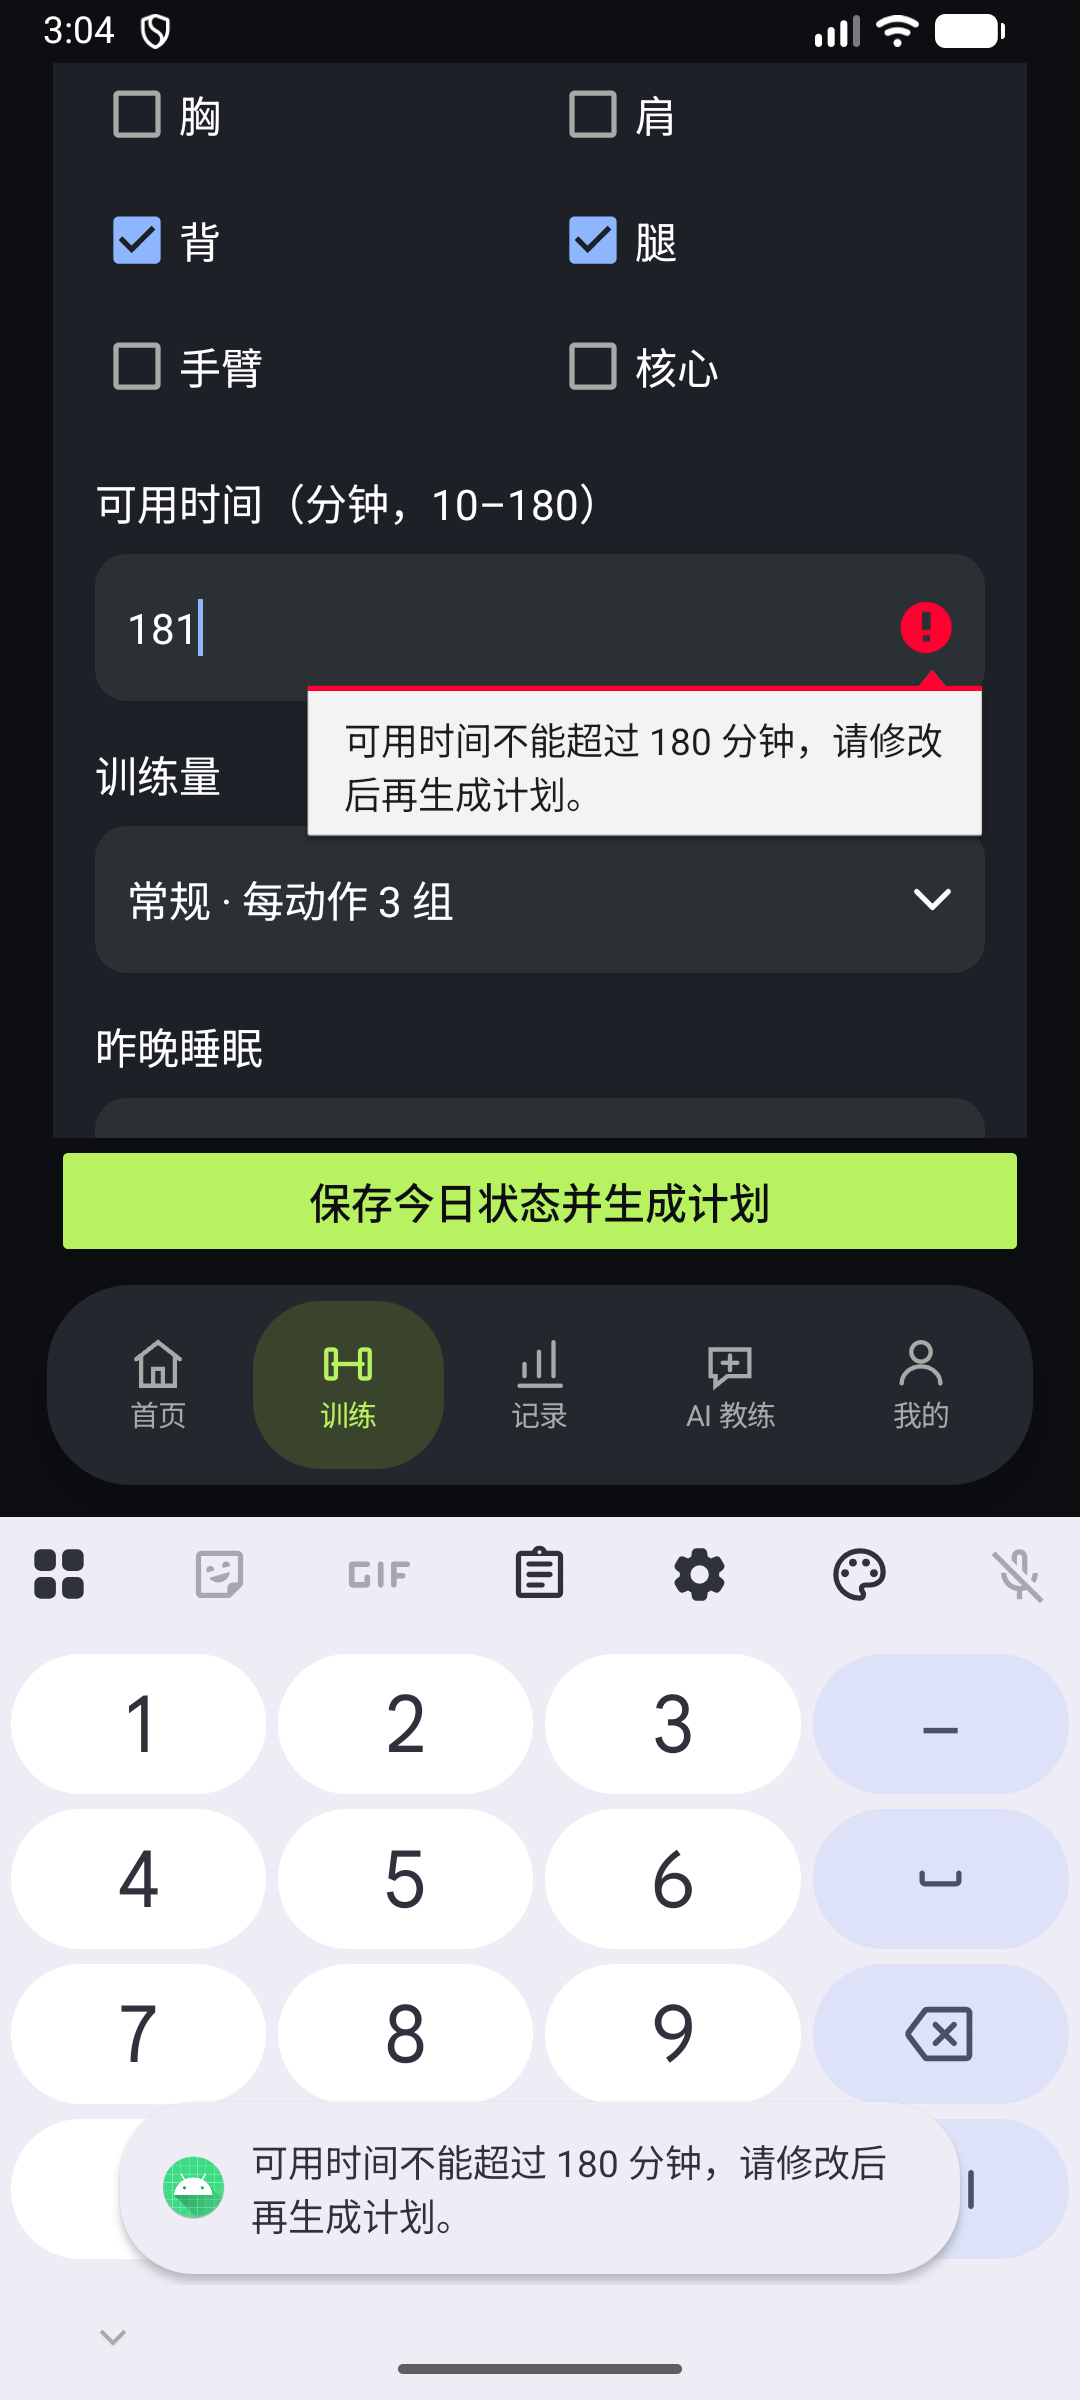 3:04
胸
肩
背
腿
手臂
核心
可用时间（分钟，10–180）
181
可用时间不能超过 180 分钟，请修改
后再生成计划。
训练量
常规 · 每动作 3 组
昨晚睡眠
保存今日状态并生成计划
首页
训练
记录
AI 教练
我的
GIF
1
2
3
–
4
5
6
7
8
9
可用时间不能超过 180 分钟，请修改后
再生成计划。